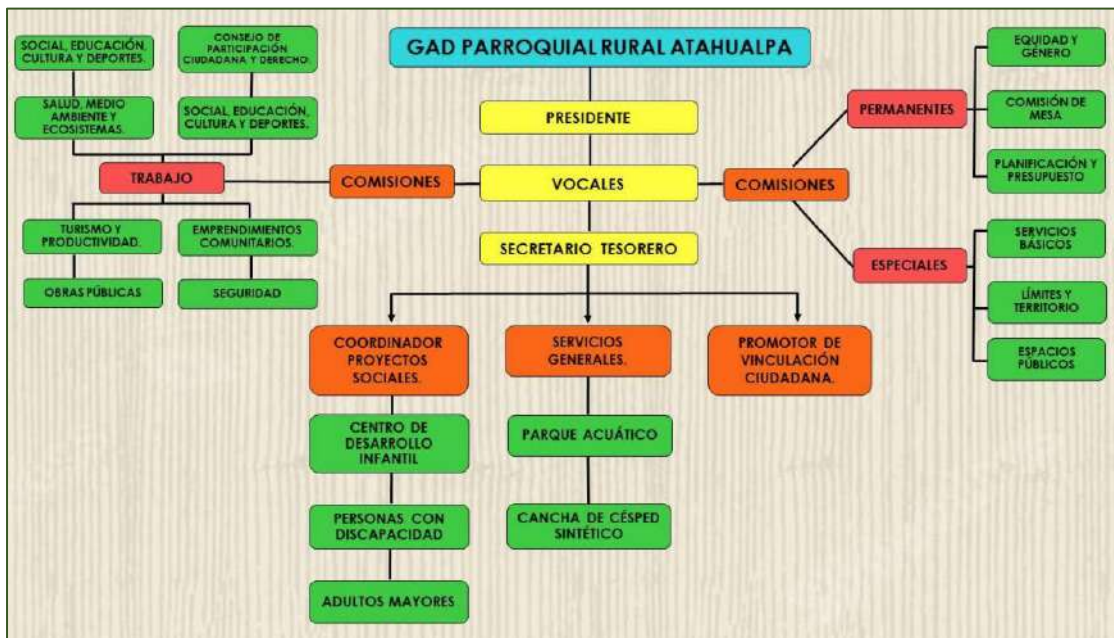 SOCIAL, EDUCACIÓN,
CULTURA Y DEPORTES.
CONSEJO DE
PARTICIPACIÓN
CIUDADANA Y DERECHO.
SALUD, MEDIO
AMBIENTE Y
ECOSISTEMAS.
SOCIAL, EDUCACIÓN,
CULTURA Y DEPORTES.
TRABAJO
TURISMO Y
PRODUCTIVIDAD.
EMPRENDIMIENTOS
COMUNITARIOS.
OBRAS PÚBLICAS
SEGURIDAD
COMISIONES
GAD PARROQUIAL RURAL ATAHUALPA
PRESIDENTE
VOCALES
SECRETARIO TESORERO
COMISIONES
PERMANENTES
EQUIDAD Y
GÉNERO
COMISIÓN DE
MESA
PLANIFICACIÓN Y
PRESUPUESTO
ESPECIALES
SERVICIOS
BÁSICOS
LÍMITES Y
TERRITORIO
ESPACIOS
PÚBLICOS
COORDINADOR
PROYECTOS
SOCIALES.
CENTRO DE
DESARROLLO
INFANTIL
PERSONAS CON
DISCAPACIDAD
ADULTOS MAYORES
SERVICIOS
GENERALES.
PARQUE ACUÁTICO
CANCHA DE CÉSPED
SINTÉTICO
PROMOTOR DE
VINCULACIÓN
CIUDADANA.